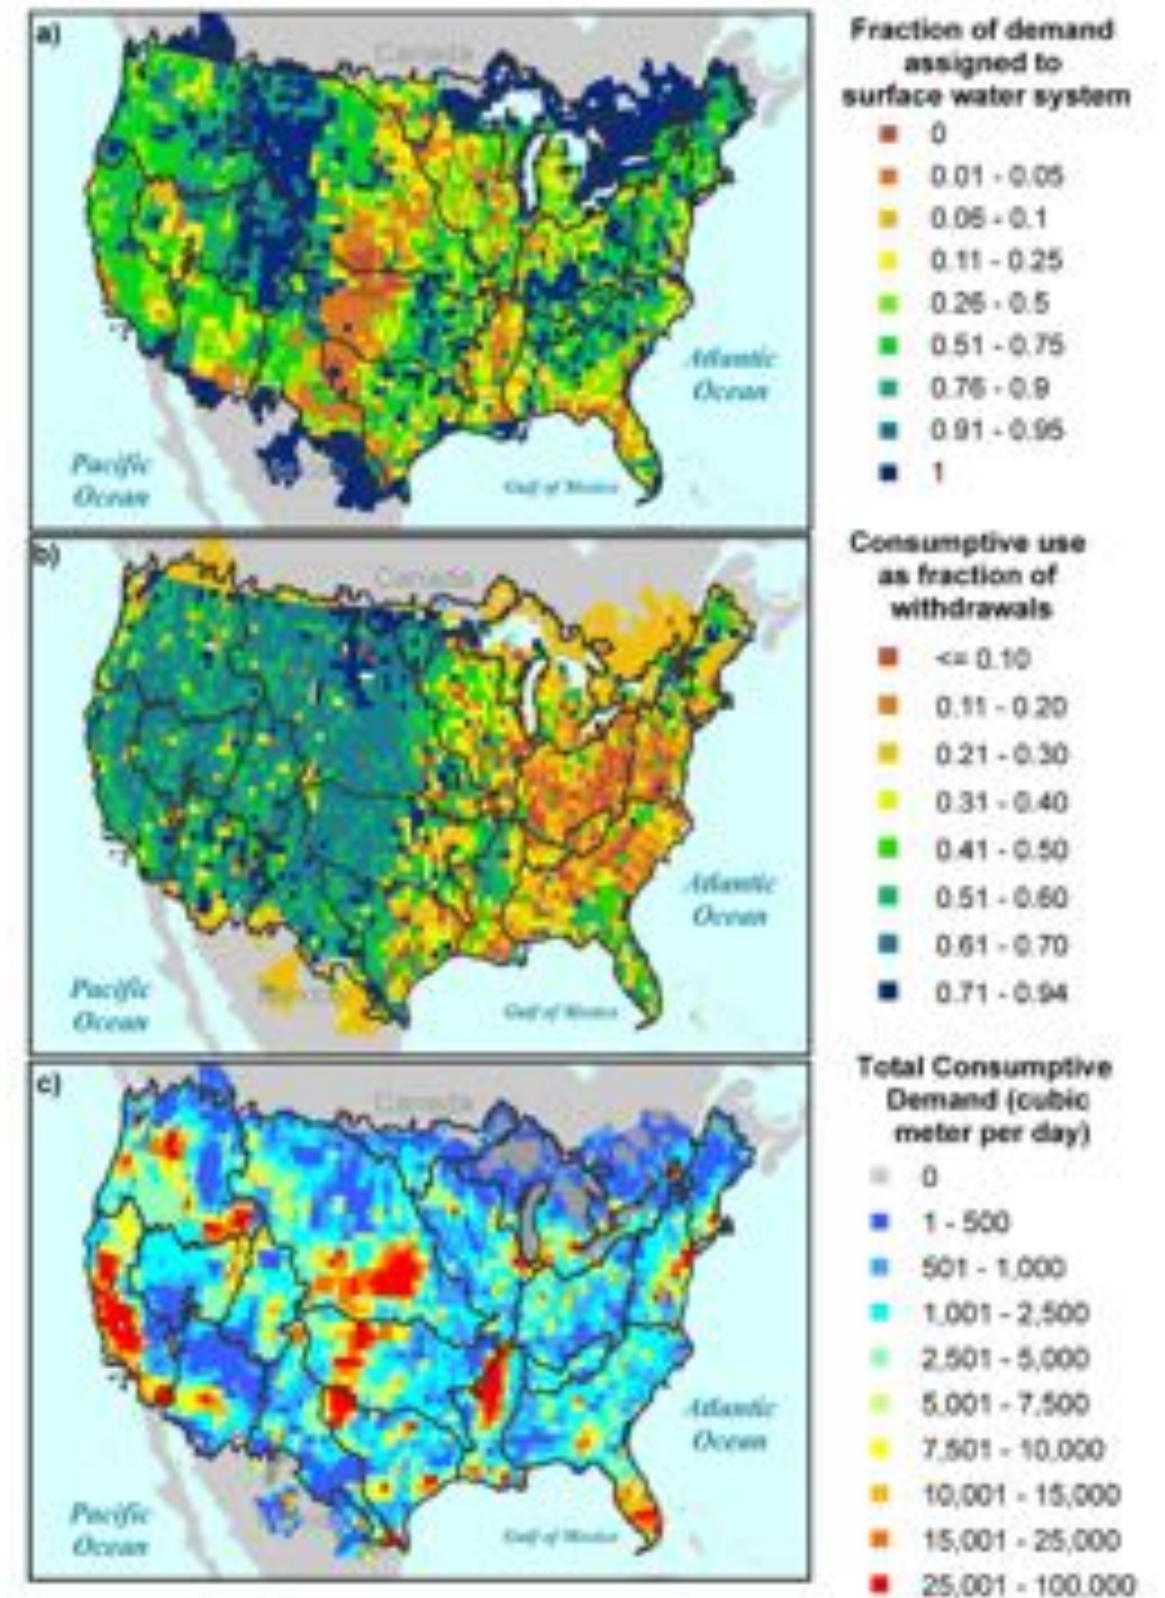 a)
Canada
Atlantic
Ocean
Pacific
Ocean
Gulf of Mexico
Fraction of demand
assigned to
surface water system
0
0.01 - 0.05
0.06 - 0.1
0.11 - 0.25
0.26 - 0.5
0.51 - 0.75
0.76 - 0.9
0.91 - 0.95
1
b)
Canada
Atlantic
Ocean
Pacific
Ocean
Gulf of Mexico
Consumptive use
as fraction of
withdrawals
<= 0.10
0.11 - 0.20
0.21 - 0.30
0.31 - 0.40
0.41 - 0.50
0.51 - 0.60
0.61 - 0.70
0.71 - 0.94
c)
Canada
Atlantic
Ocean
Pacific
Ocean
Gulf of Mexico
Total Consumptive
Demand (cubic
meter per day)
0
1 - 500
501 - 1,000
1,001 - 2,500
2,501 - 5,000
5,001 - 7,500
7,501 - 10,000
10,001 - 15,000
15,001 - 25,000
25,001 - 100,000